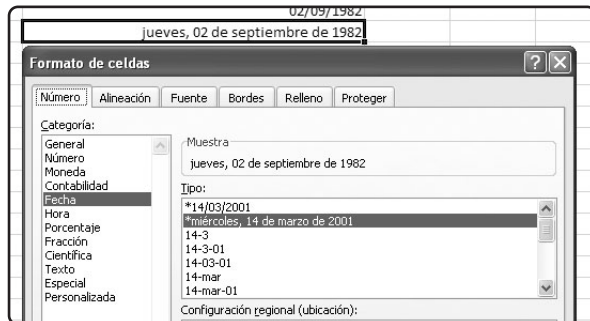 02/09/1982
jueves, 02 de septiembre de 1982
Formato de celdas
Número Alineación Fuente Bordes Relleno Proteger
Categoría:
General
Número
Moneda
Contabilidad
Fecha
Hora
Porcentaje
Fracción
Científica
Texto
Especial
Personalizada
Muestra
jueves, 02 de septiembre de 1982
Tipo:
*14/03/2001
*miércoles, 14 de marzo de 2001
14-3
14-3-01
14-03-01
14-mar
14-mar-01
Configuración regional (ubicación):